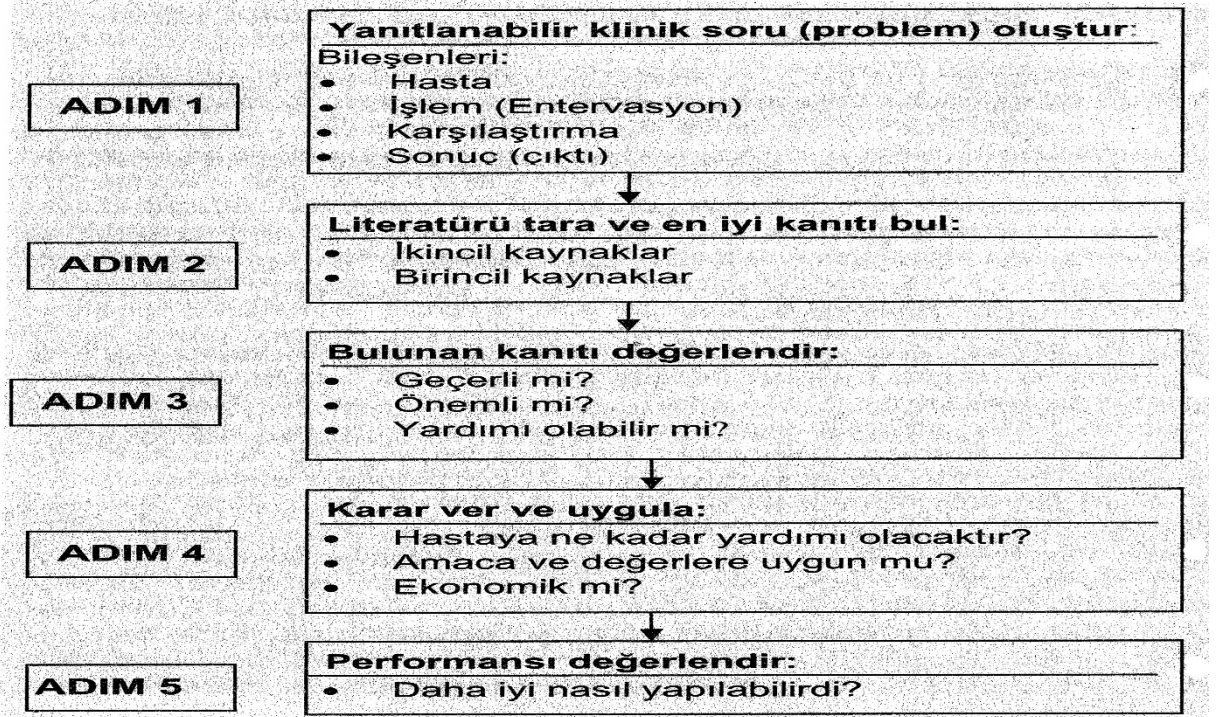 Yanıtlanabilir klinik soru (problem) oluştur:
ADIM 1
Bileşenleri:
• Hasta
• İşlem (Entervasyon)
• Karşılaştırma
• Sonuç (çıktı)
ADIM 2
Literatürü tara ve en iyi kanıtı bul:
• İkincil kaynaklar
• Birincil kaynaklar
ADIM 3
Bulunan kanıtı değerlendir:
• Geçerli mi?
• Önemli mi?
• Yardımı olabilir mi?
ADIM 4
Karar ver ve uygula:
• Hastaya ne kadar yardımı olacaktır?
• Amaca ve değerlere uygun mu?
• Ekonomik mi?
ADIM 5
Performansı değerlendir:
• Daha iyi nasıl yapılabilirdi?